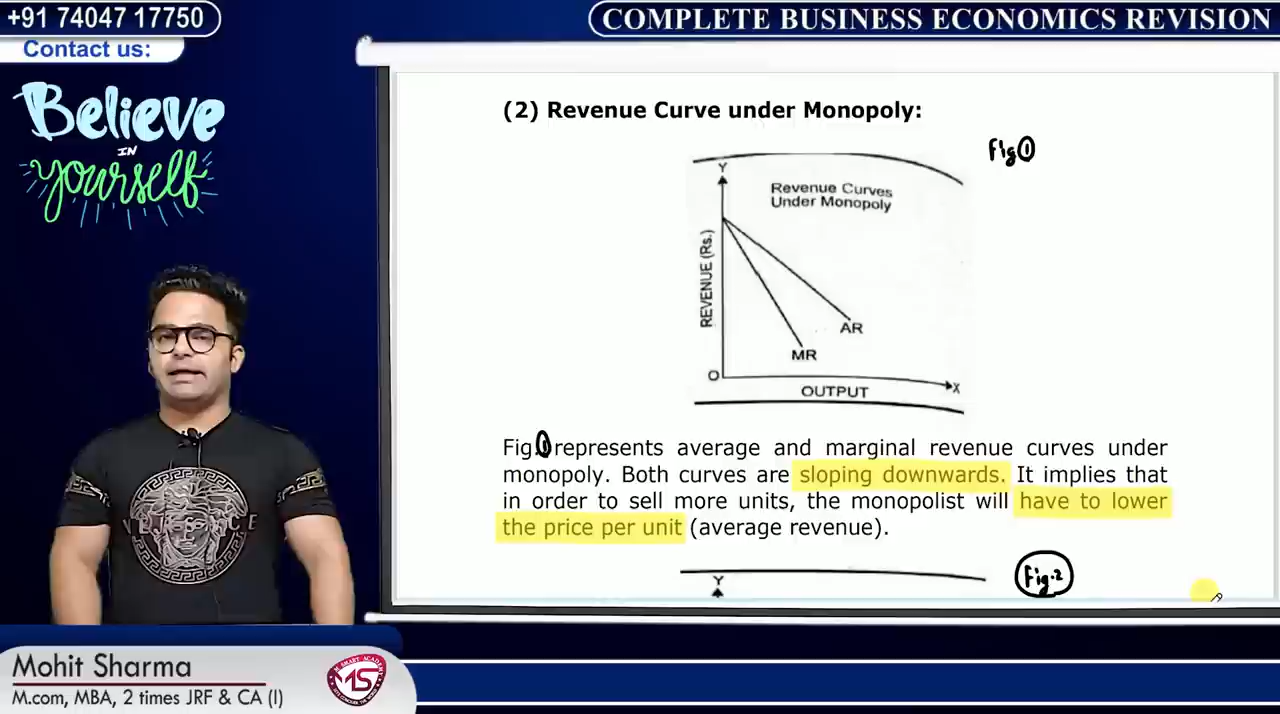 +91 74047 17750
Contact us:
COMPLETE BUSINESS ECONOMICS REVISION
Believe
IN
yourself
(2) Revenue Curve under Monopoly:
Fig ①
Y
Revenue Curves
Under Monopoly
REVENUE (Rs.)
AR
MR
O
X
OUTPUT
Fig.① represents average and marginal revenue curves under
monopoly. Both curves are sloping downwards. It implies that
in order to sell more units, the monopolist will have to lower
the price per unit (average revenue).
Y
Fig.2
VERSACE
Mohit Sharma
M.com, MBA, 2 times JRF & CA (I)
MS